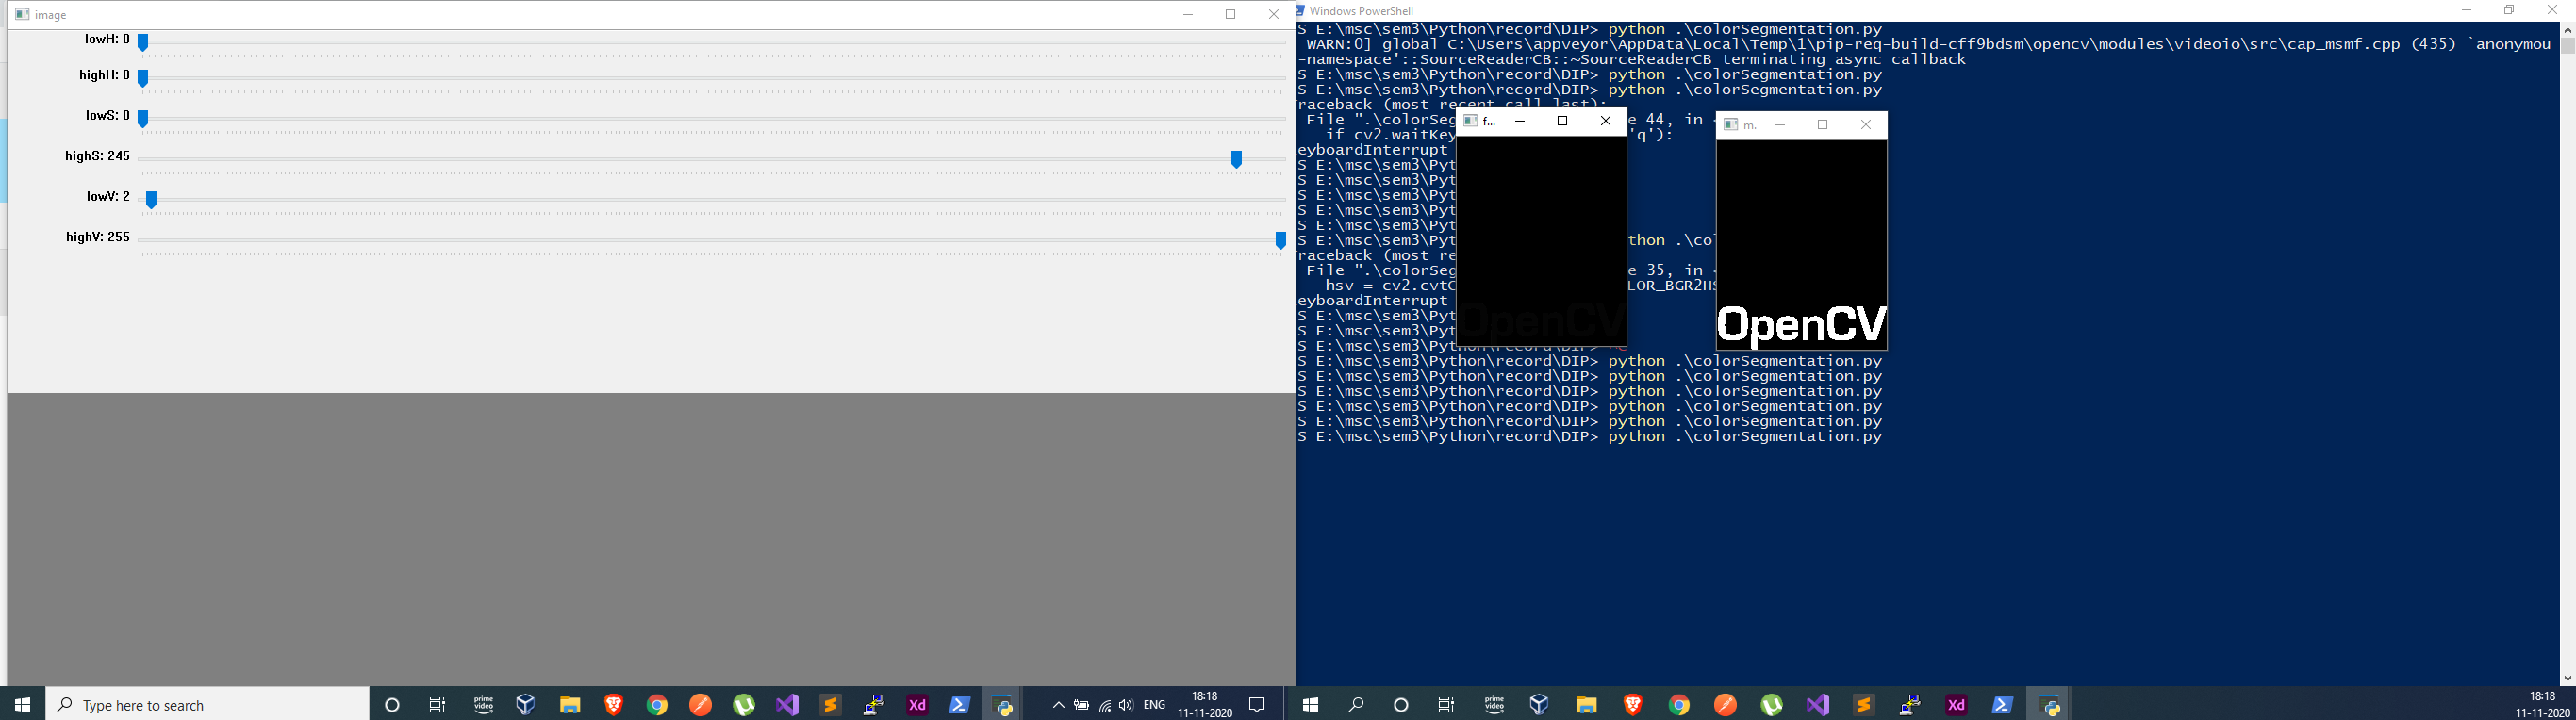 image
lowH: 0
highH: 0
lowS: 0
highS: 245
lowV: 2
highV: 255
Type here to search
prime video
Xd
ENG
18:18
11-11-2020
Windows PowerShell
S E:\msc\sem3\Python\record\DIP> python .\colorSegmentation.py
WARN:0] global C:\Users\appveyor\AppData\Local\Temp\1\pip-req-build-cff9bdsm\opencv\modules\videoio\src\cap_msmf.cpp (435) `anonymou
-namespace'::SourceReaderCB::~SourceReaderCB terminating async callback
S E:\msc\sem3\Python\record\DIP> python .\colorSegmentation.py
S E:\msc\sem3\Python\record\DIP> python .\colorSegmentation.py
raceback (most recent call last):
File ".\colorSeg e 44, in
if cv2.waitKey 'q'):
eyboardInterrupt
S E:\msc\sem3\Pyt
S E:\msc\sem3\Pyt
S E:\msc\sem3\Pyt
S E:\msc\sem3\Pyt
S E:\msc\sem3\Pyt
S E:\msc\sem3\Pyt thon .\col
raceback (most re
File ".\colorSeg e 35, in
hsv = cv2.cvtC LOR_BGR2HS
eyboardInterrupt
S E:\msc\sem3\Pyt
S E:\msc\sem3\Pyt
S E:\msc\sem3\Python\record\DIP>
S E:\msc\sem3\Python\record\DIP> python .\colorSegmentation.py
S E:\msc\sem3\Python\record\DIP> python .\colorSegmentation.py
S E:\msc\sem3\Python\record\DIP> python .\colorSegmentation.py
S E:\msc\sem3\Python\record\DIP> python .\colorSegmentation.py
S E:\msc\sem3\Python\record\DIP> python .\colorSegmentation.py
S E:\msc\sem3\Python\record\DIP> python .\colorSegmentation.py
f...
OpenCV
m.
OpenCV
prime video
Xd
18:18
11-11-2020